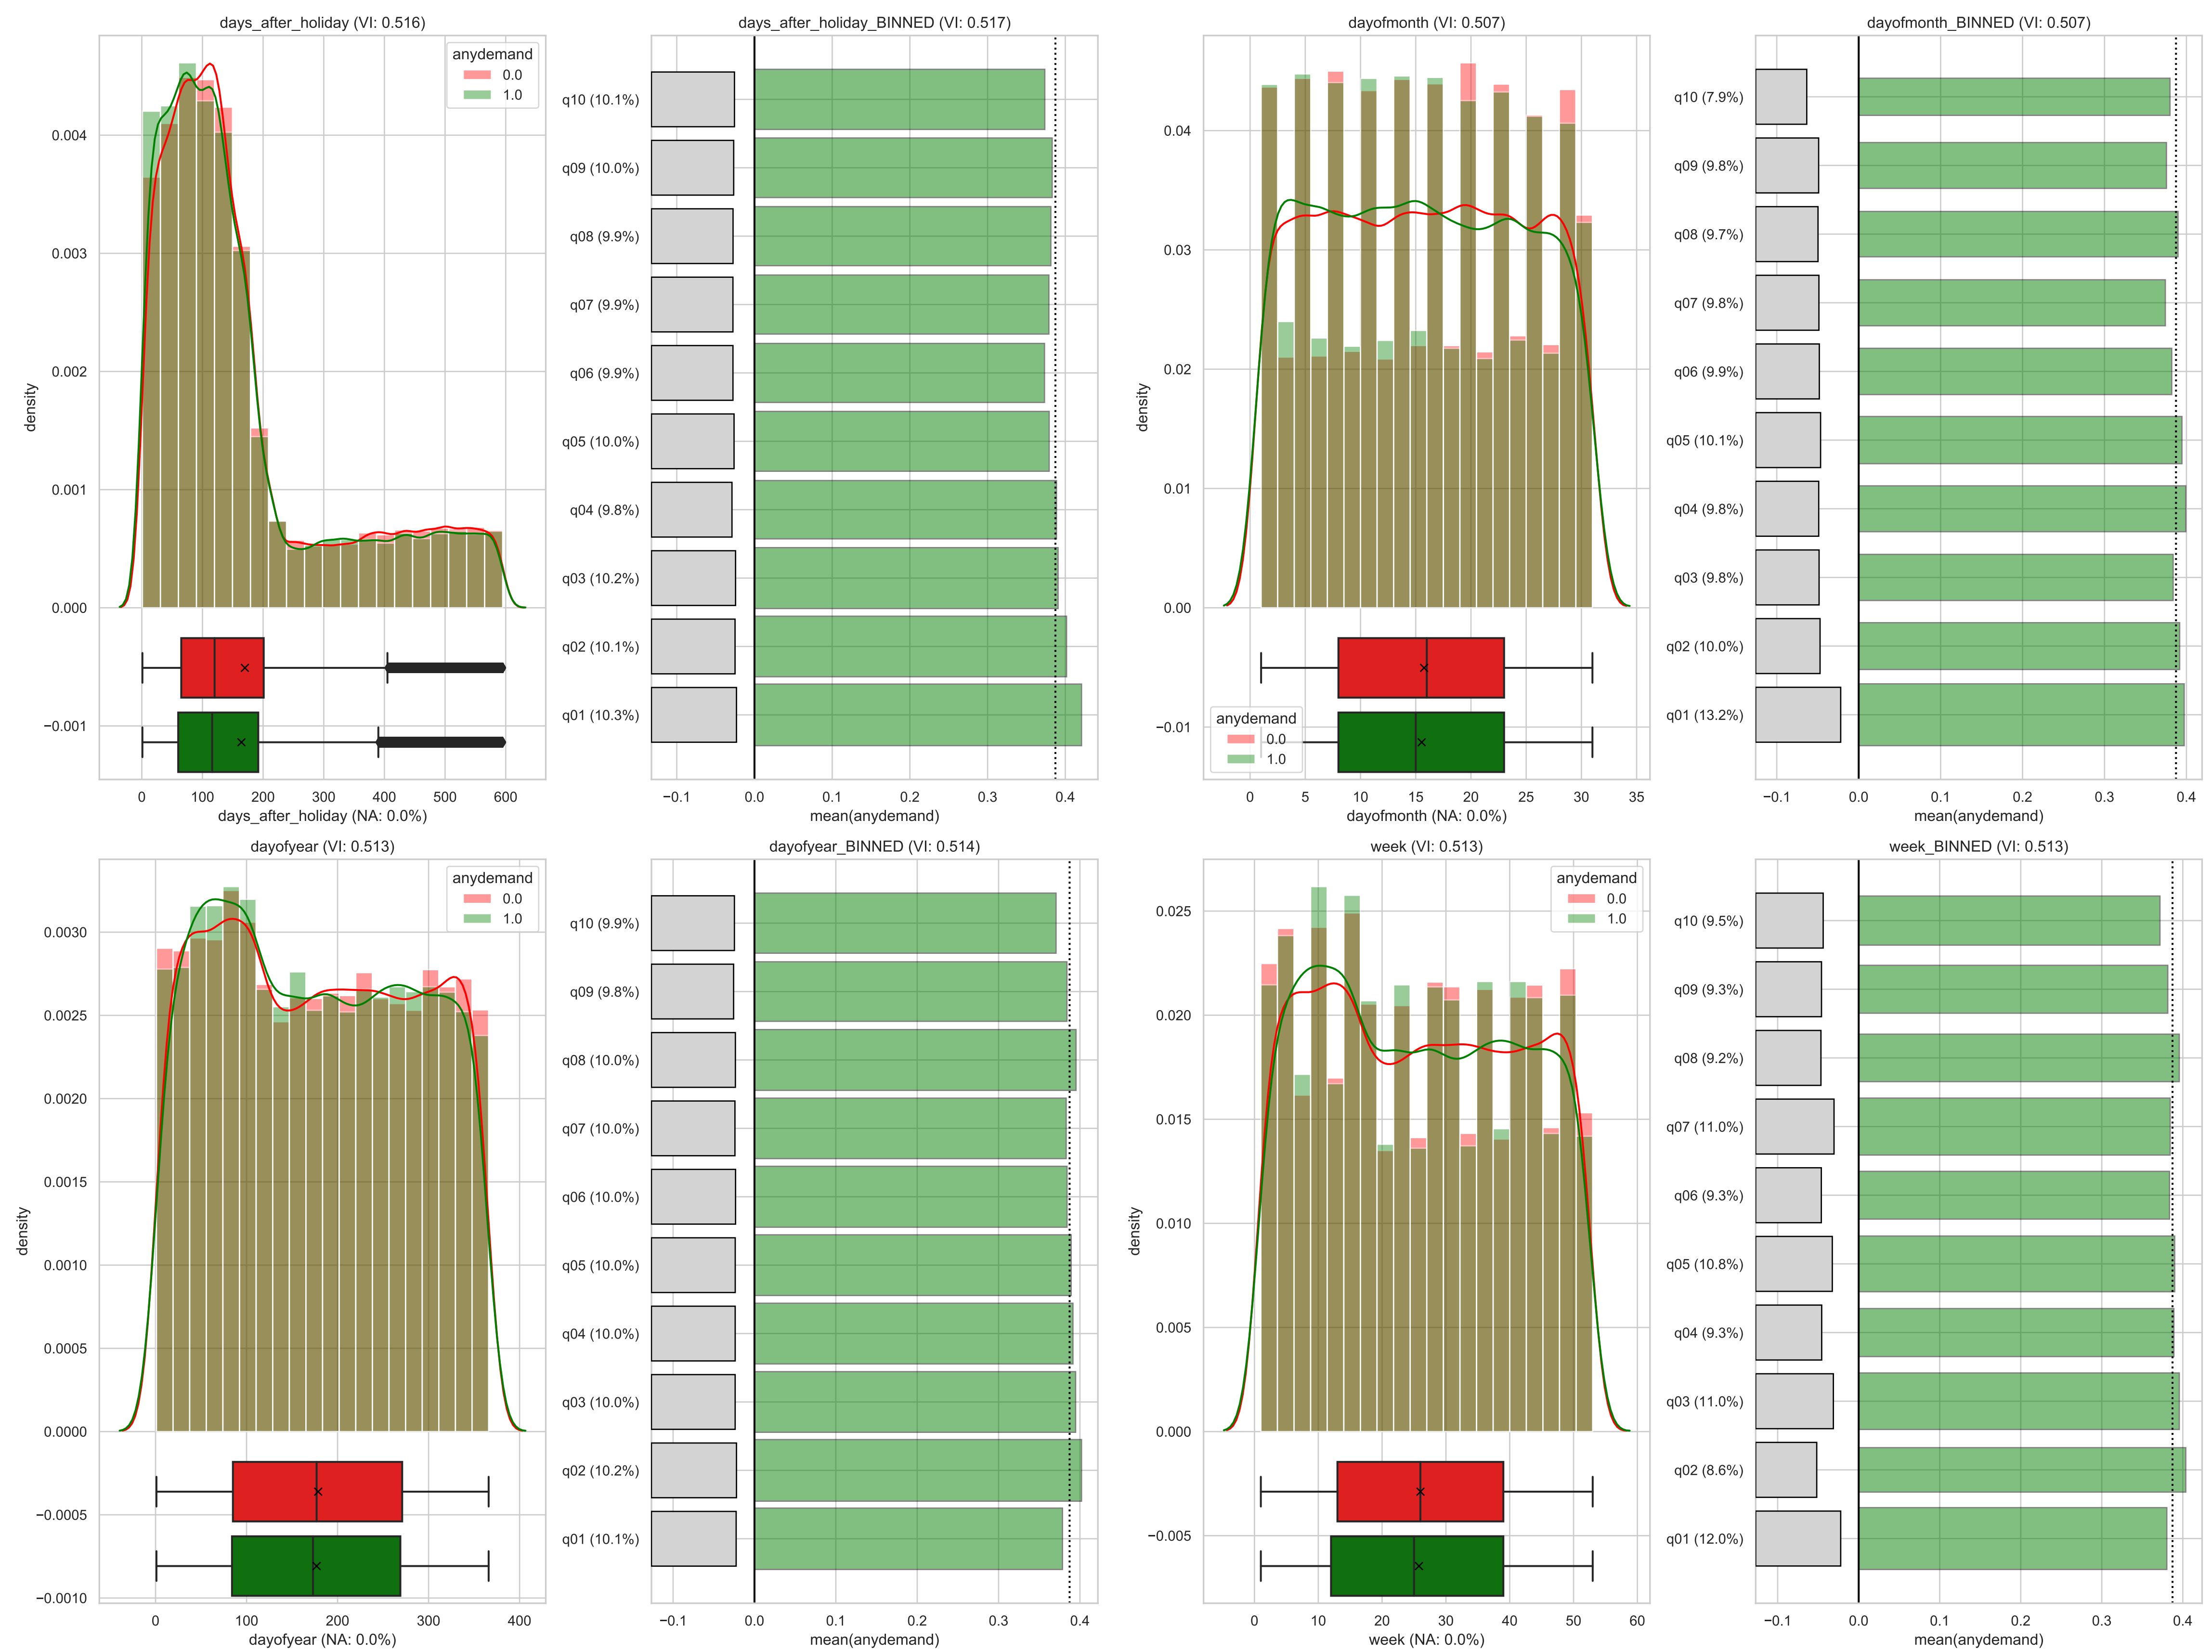 days_after_holiday (VI: 0.516)
anydemand
0.0
1.0
density
0.004
0.003
0.002
0.001
0.000
−0.001
0 100 200 300 400 500 600
days_after_holiday (NA: 0.0%)
days_after_holiday_BINNED (VI: 0.517)
q10 (10.1%)
q09 (10.0%)
q08 (9.9%)
q07 (9.9%)
q06 (9.9%)
q05 (10.0%)
q04 (9.8%)
q03 (10.2%)
q02 (10.1%)
q01 (10.3%)
−0.1 0.0 0.1 0.2 0.3 0.4
mean(anydemand)
dayofmonth (VI: 0.507)
density
0.04
0.03
0.02
0.01
0.00
−0.01
anydemand
0.0
1.0
0 5 10 15 20 25 30 35
dayofmonth (NA: 0.0%)
dayofmonth_BINNED (VI: 0.507)
q10 (7.9%)
q09 (9.8%)
q08 (9.7%)
q07 (9.8%)
q06 (9.9%)
q05 (10.1%)
q04 (9.8%)
q03 (9.8%)
q02 (10.0%)
q01 (13.2%)
−0.1 0.0 0.1 0.2 0.3 0.4
mean(anydemand)
dayofyear (VI: 0.513)
anydemand
0.0
1.0
density
0.0030
0.0025
0.0020
0.0015
0.0010
0.0005
0.0000
−0.0005
−0.0010
0 100 200 300 400
dayofyear (NA: 0.0%)
dayofyear_BINNED (VI: 0.514)
q10 (9.9%)
q09 (9.8%)
q08 (10.0%)
q07 (10.0%)
q06 (10.0%)
q05 (10.0%)
q04 (10.0%)
q03 (10.0%)
q02 (10.2%)
q01 (10.1%)
−0.1 0.0 0.1 0.2 0.3 0.4
mean(anydemand)
week (VI: 0.513)
anydemand
0.0
1.0
density
0.025
0.020
0.015
0.010
0.005
0.000
−0.005
0 10 20 30 40 50 60
week (NA: 0.0%)
week_BINNED (VI: 0.513)
q10 (9.5%)
q09 (9.3%)
q08 (9.2%)
q07 (11.0%)
q06 (9.3%)
q05 (10.8%)
q04 (9.3%)
q03 (11.0%)
q02 (8.6%)
q01 (12.0%)
−0.1 0.0 0.1 0.2 0.3 0.4
mean(anydemand)